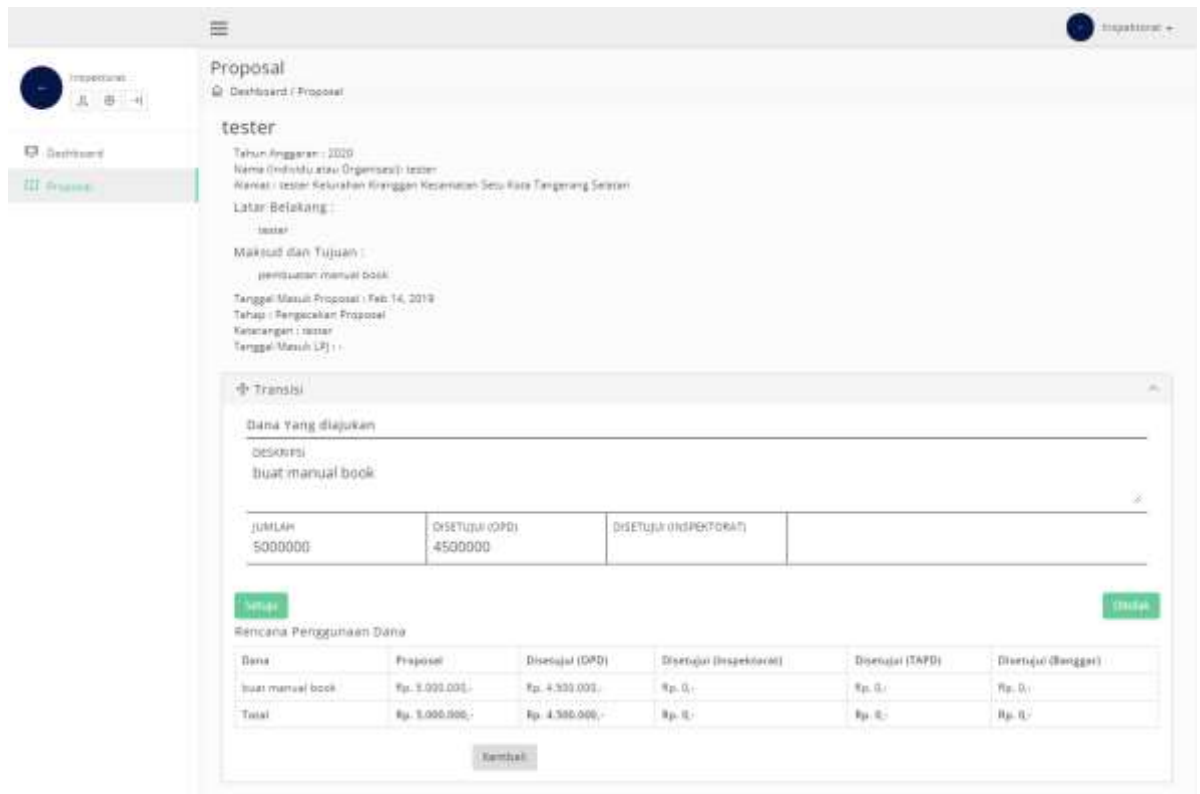 Inspektorat
Inspektorat
Proposal
Dashboard / Proposal
Dashboard
Proposal
tester
Tahun Anggaran : 2020
Nama (Individu atau Organisasi): tester
Alamat : tester Kelurahan Kranggan Kecamatan Setu Kota Tangerang Selatan
Latar Belakang :
tester
Maksud dan Tujuan :
pembuatan manual book
Tanggal Masuk Proposal : Feb 14, 2019
Tahap : Pengecekan Proposal
Keterangan : tester
Tanggal Masuk LPJ : -
Transisi
Dana Yang diajukan
DESKRIPSI
buat manual book
JUMLAH DISETUJUI (OPD) DISETUJUI (INSPEKTORAT)
5000000 4500000
Setuju Ditolak
Rencana Penggunaan Dana
Dana Proposal Disetujui (OPD) Disetujui (Inspektorat) Disetujui (TAPD) Disetujui (Banggar)
buat manual book Rp. 5.000.000,- Rp. 4.500.000,- Rp. 0,- Rp. 0,- Rp. 0,-
Total Rp. 5.000.000,- Rp. 4.500.000,- Rp. 0,- Rp. 0,- Rp. 0,-
Kembali